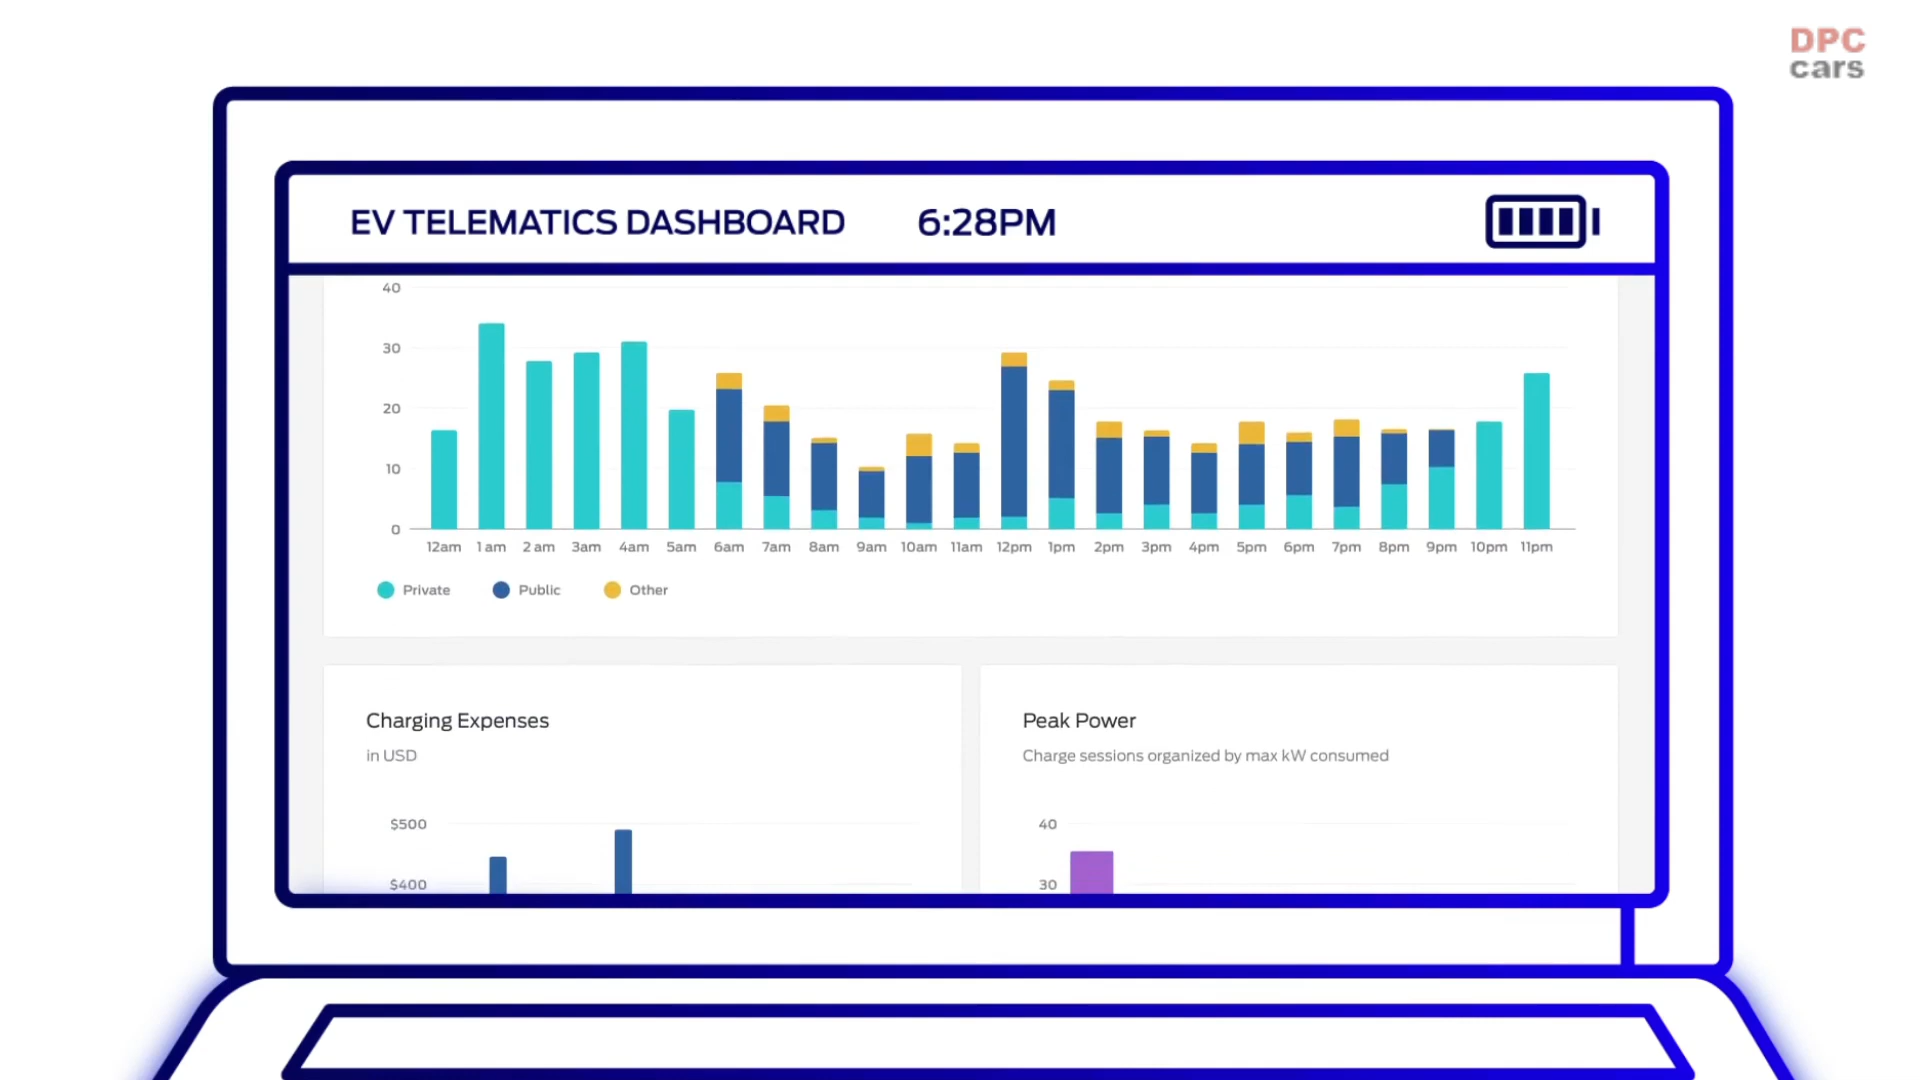 DPC
cars
EV TELEMATICS DASHBOARD 6:28PM
40
30
20
10
0
12am 1 am 2 am 3am 4am 5am 6am 7am 8am 9am 10am 11am 12pm 1pm 2pm 3pm 4pm 5pm 6pm 7pm 8pm 9pm 10pm 11pm
Private Public Other
Charging Expenses
in USD
$500
$400
Peak Power
Charge sessions organized by max kW consumed
40
30